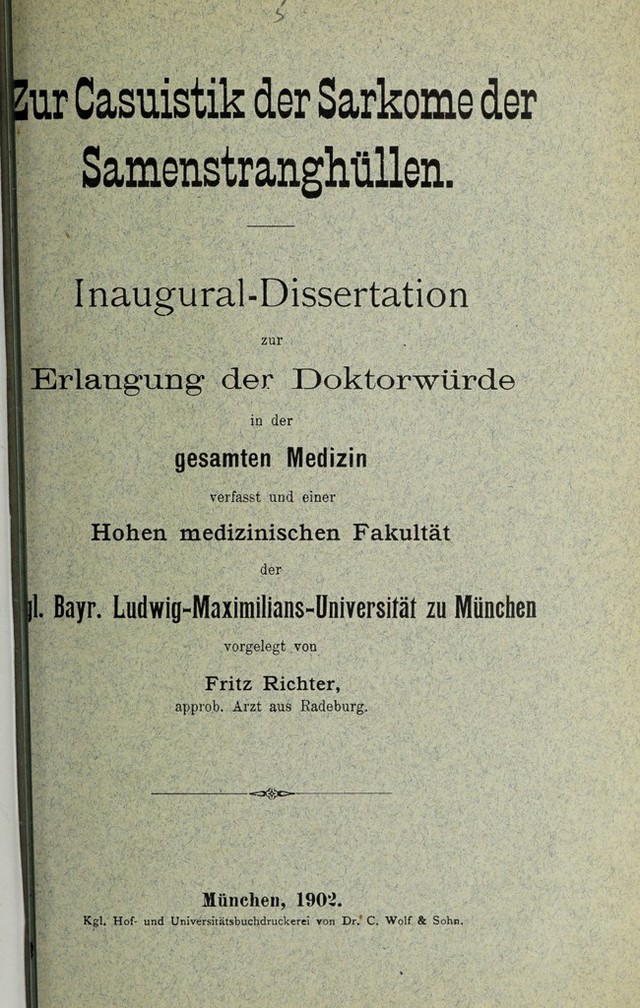 5
Zur Casuistik der Sarkome der
Samenstranghüllen.
Inaugural-Dissertation
zur
Erlangung der Doktorwürde
in der
gesamten Medizin
verfasst und einer
Hohen medizinischen Fakultät
der
gl. Bayr. Ludwig-Maximilians-Universität zu München
vorgelegt von
Fritz Richter,
approb. Arzt aus Radeburg.
München, 1902.
Kgl. Hof- und Universitätsbuchdruckerei von Dr. C. Wolf & Sohn.